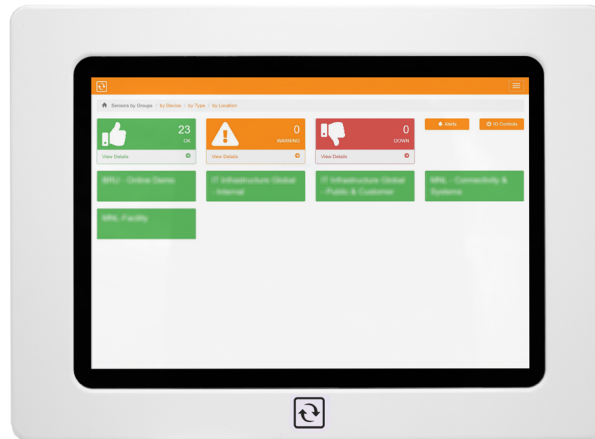 Sensors by Groups / by Device / by Type / by Location
23
OK
View Details
0
WARNING
View Details
0
DOWN
View Details
Alerts
IO Controls
BRU - Online Demo
IT Infrastructure Global
- Internal
IT Infrastructure Global
- Public & Customer
MNL - Connectivity &
Systems
MNL-Facility